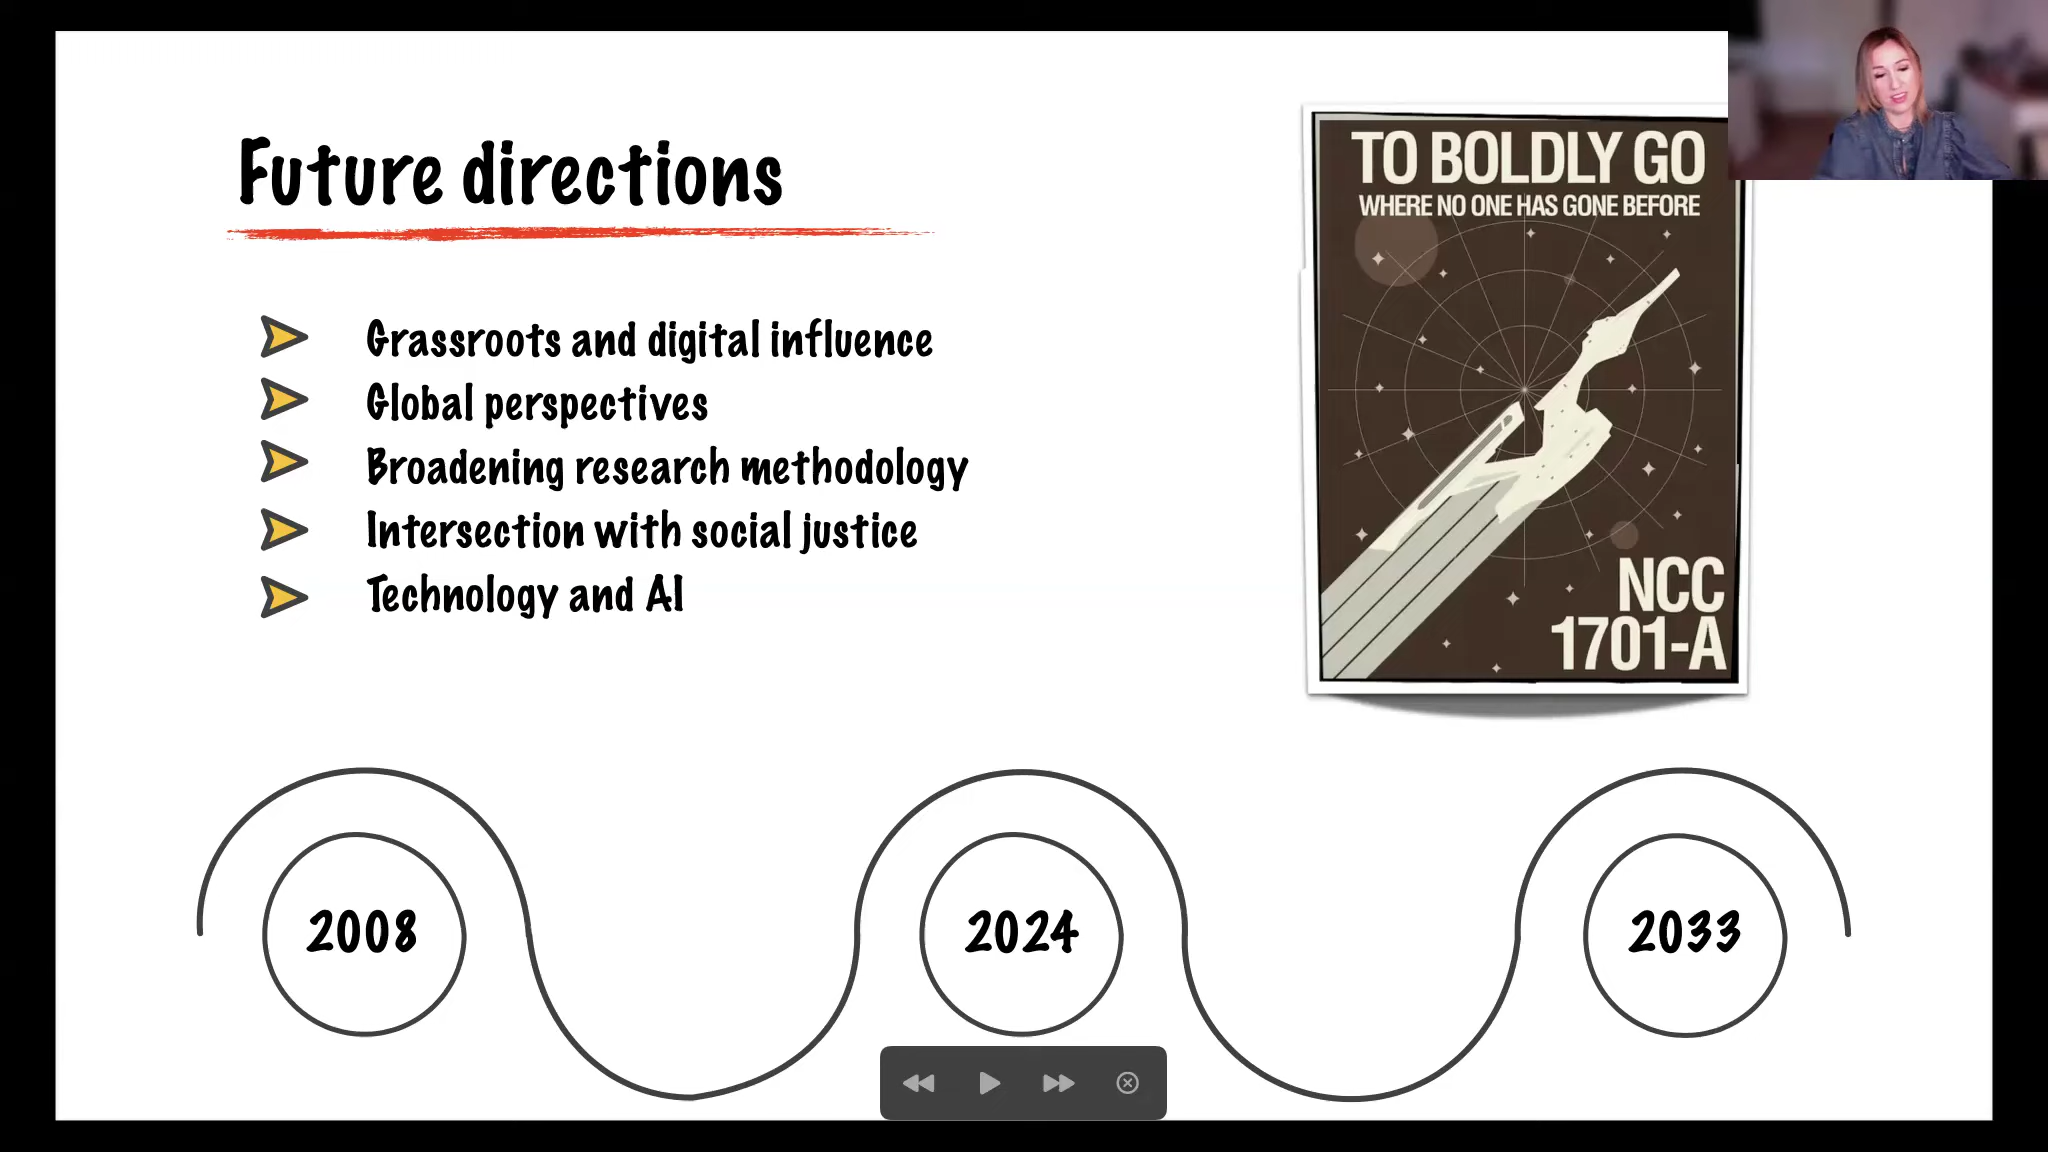 Future directions
Grassroots and digital influence
Global perspectives
Broadening research methodology
Intersection with social justice
Technology and AI
TO BOLDLY GO
WHERE NO ONE HAS GONE BEFORE
NCC
1701-A
2008
2024
2033